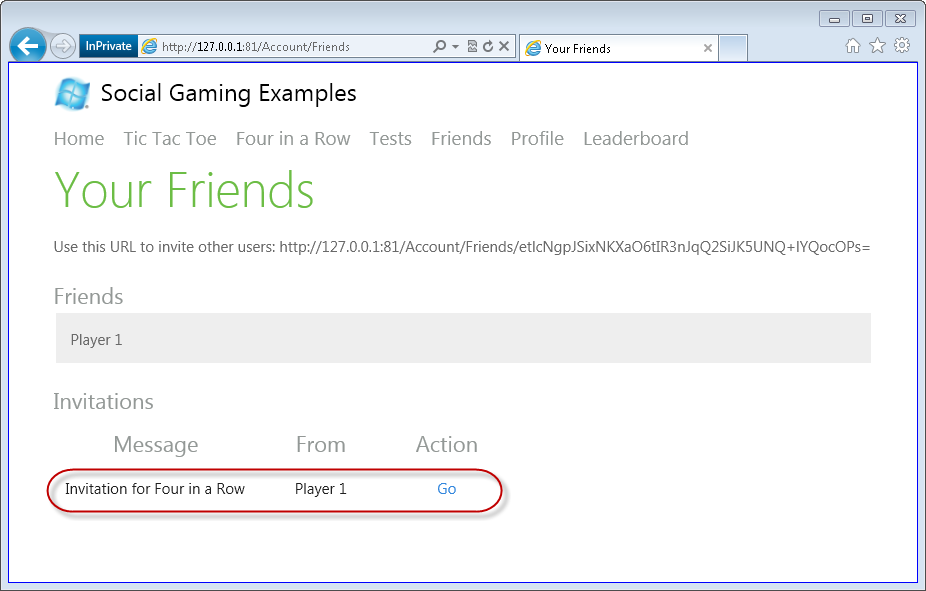 InPrivate http://127.0.0.1:81/Account/Friends Your Friends
Social Gaming Examples
Home Tic Tac Toe Four in a Row Tests Friends Profile Leaderboard
Your Friends
Use this URL to invite other users: http://127.0.0.1:81/Account/Friends/etIcNgpJSixNKXaO6tIR3nJqQ2SiJK5UNQ+IYQocOPs=
Friends
Player 1
Invitations
Message From Action
Invitation for Four in a Row Player 1 Go